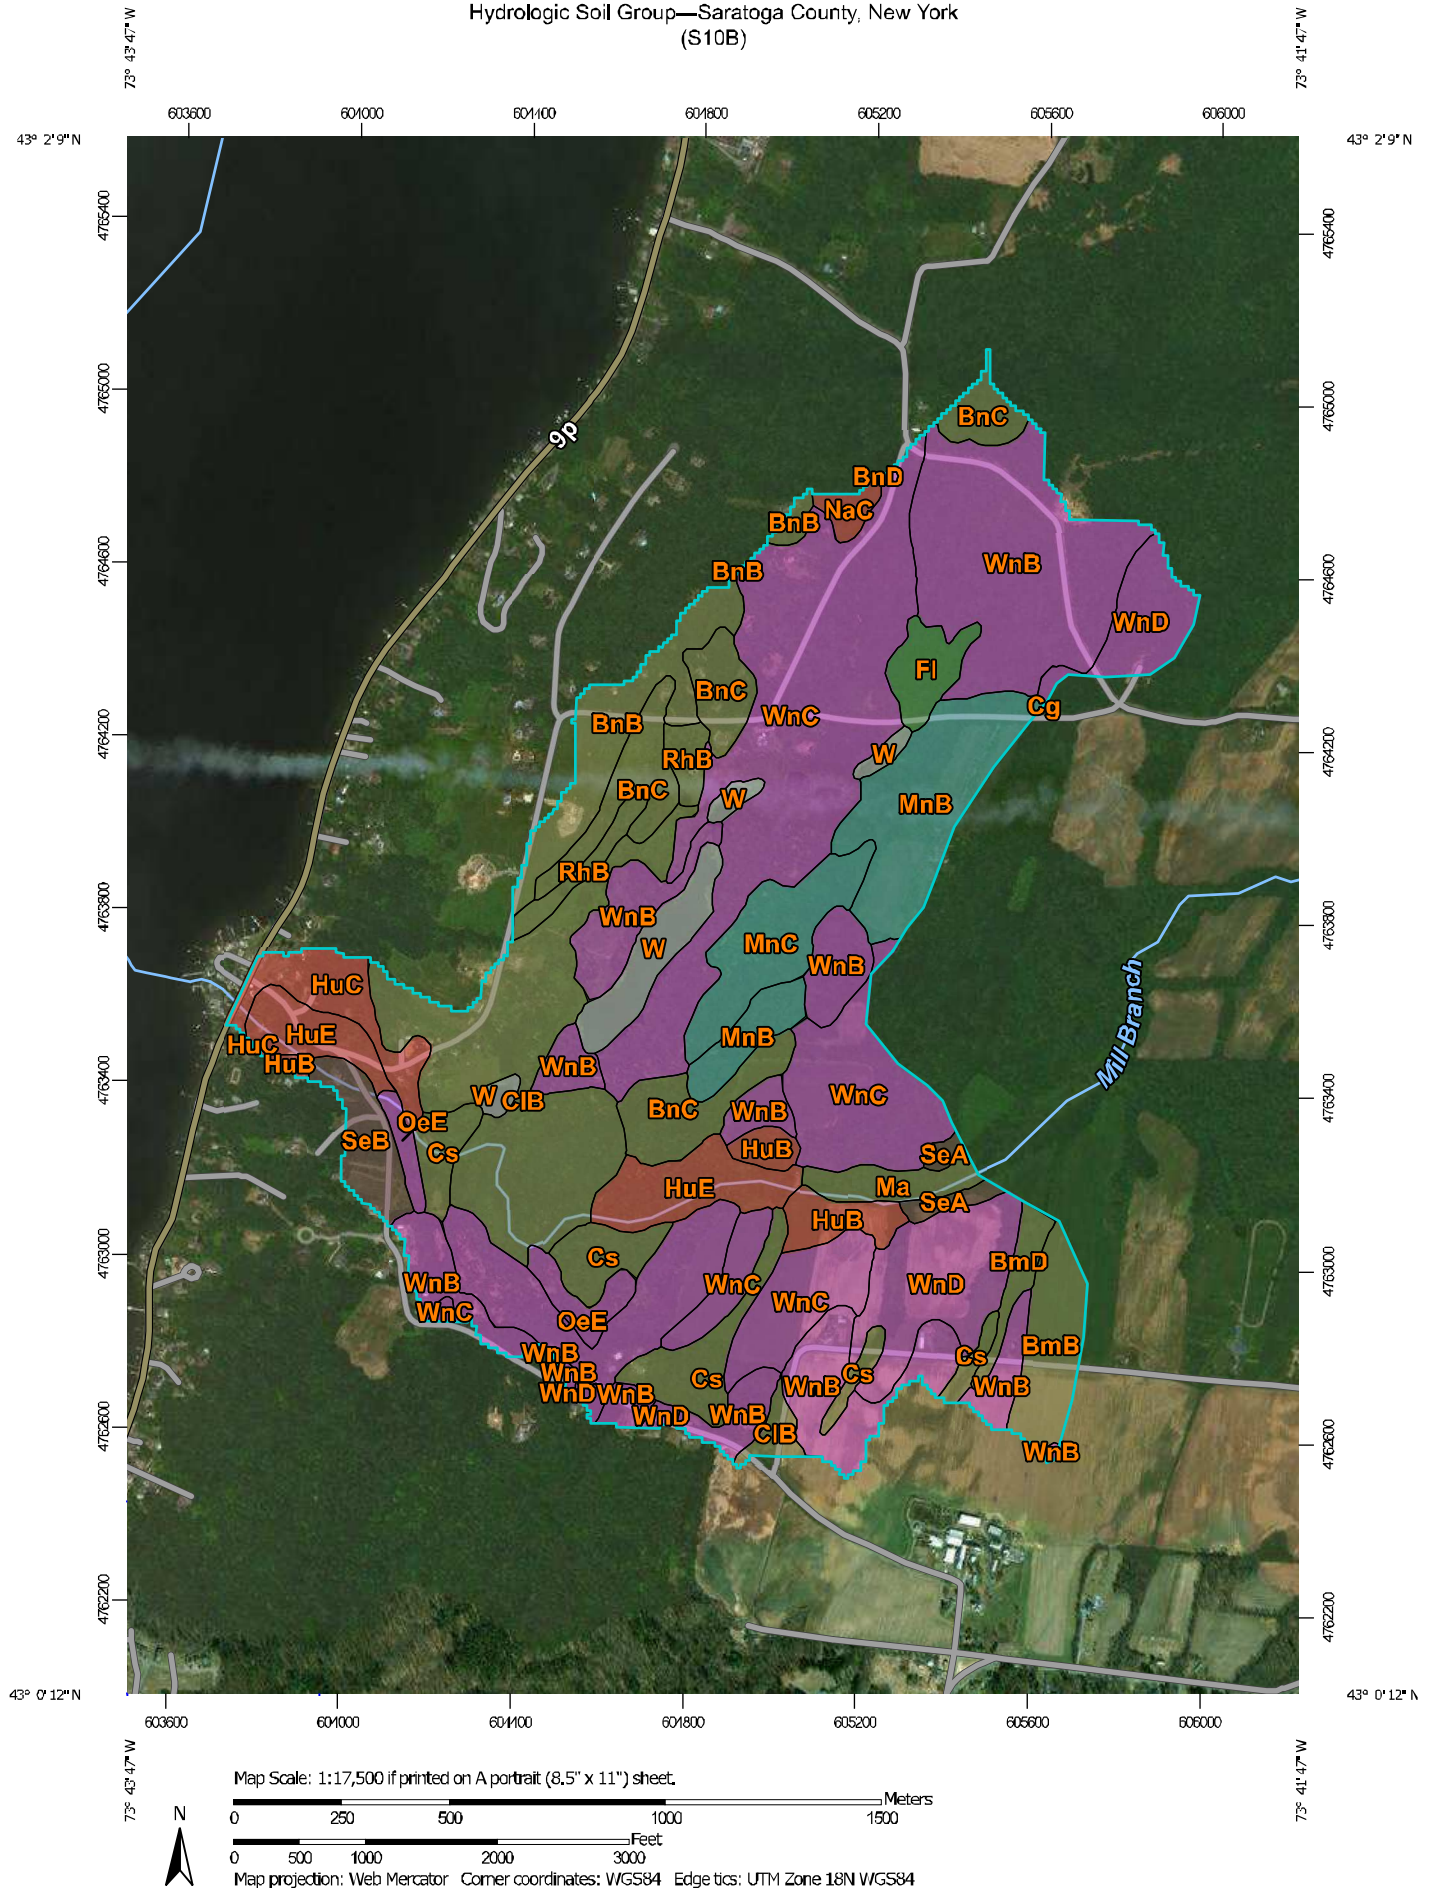 Hydrologic Soil Group—Saratoga County, New York
(S10B)
73° 43' 47" W
73° 41' 47" W
603600
604000
604400
604800
605200
605600
606000
43° 2' 9" N
43° 2' 9" N
4765400
4765400
4765000
4765000
4764600
4764600
4764200
4764200
4763800
4763800
4763400
4763400
4763000
4763000
4762600
4762600
4762200
4762200
9p
BnC
BnD
NaC
BnB
BnB
WnB
WnD
Fl
BnC
Cg
WnC
BnB
W
RhB
BnC
W
MnB
RhB
WnB
W
MnC
WnB
HuC
HuE
HuC
HuB
MnB
WnB
W
ClB
WnC
BnC
WnB
OeE
SeB
Cs
HuB
SeA
HuE
Ma
SeA
HuB
Mill-Branch
Cs
BmD
WnB
WnC
WnD
WnC
WnC
OeE
BmB
WnB
Cs
WnB
Cs
Cs
WnD
WnB
WnB
WnB
WnD
WnB
ClB
WnB
43° 0' 12" N
43° 0' 12" N
603600
604000
604400
604800
605200
605600
606000
73° 43' 47" W
73° 41' 47" W
Map Scale: 1:17,500 if printed on A portrait (8.5" x 11") sheet.
Meters
0
250
500
1000
1500
N
Feet
0
500
1000
2000
3000
Map projection: Web Mercator Corner coordinates: WGS84 Edge tics: UTM Zone 18N WGS84